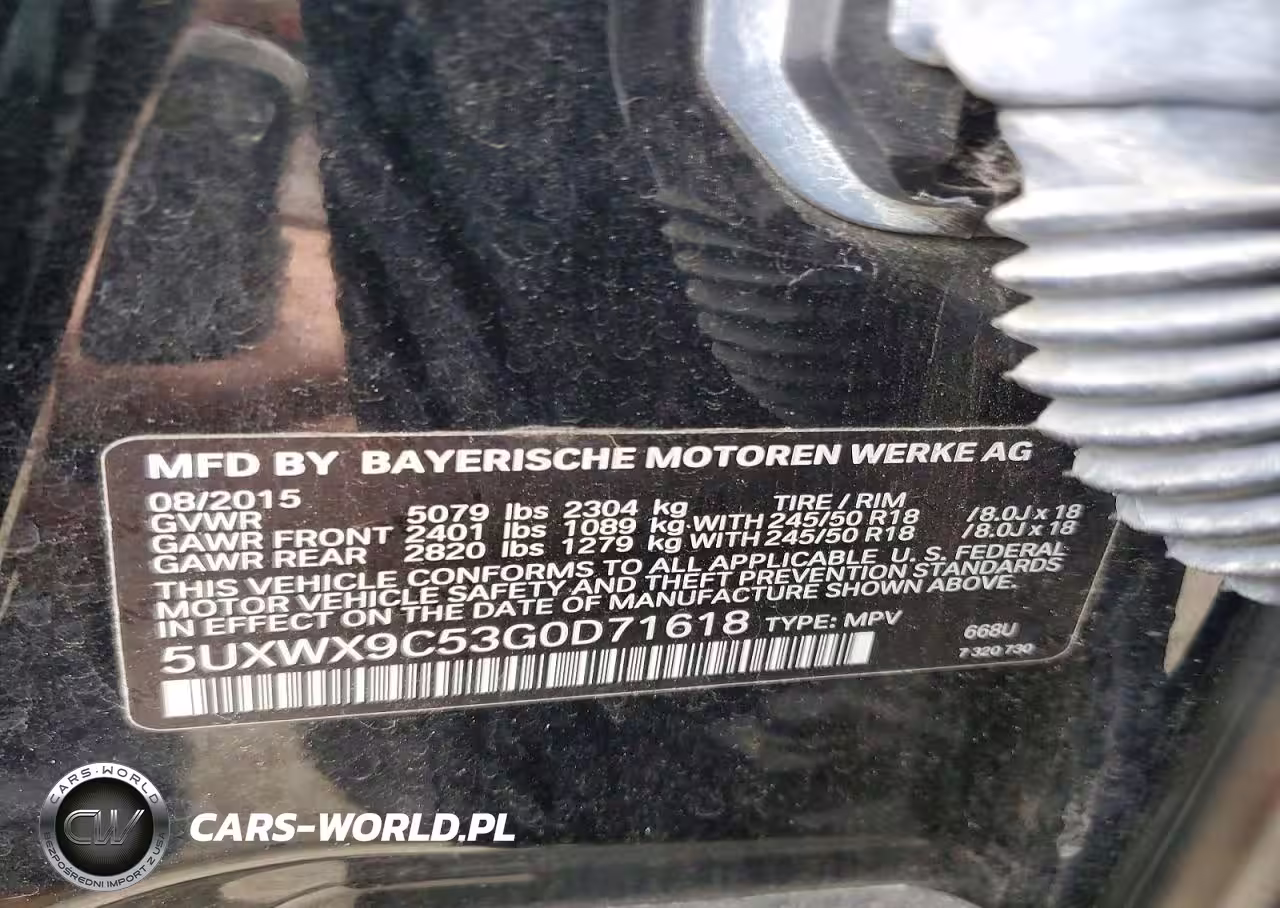 MFD BY BAYERISCHE MOTOREN WERKE AG
08/2015 TIRE / RIM
GVWR 5079 lbs 2304 kg
GAWR FRONT 2401 lbs 1089 kg WITH 245/50 R18 / 8.0J x 18
GAWR REAR 2820 lbs 1279 kg WITH 245/50 R18 / 8.0J x 18
THIS VEHICLE CONFORMS TO ALL APPLICABLE U. S. FEDERAL
MOTOR VEHICLE SAFETY AND THEFT PREVENTION STANDARDS
IN EFFECT ON THE DATE OF MANUFACTURE SHOWN ABOVE.
5UXWX9C53G0D71618 TYPE: MPV 668U
7 320 730
CARS-WORLD
CW
BEZPOŚREDNI IMPORT Z USA
CARS-WORLD.PL